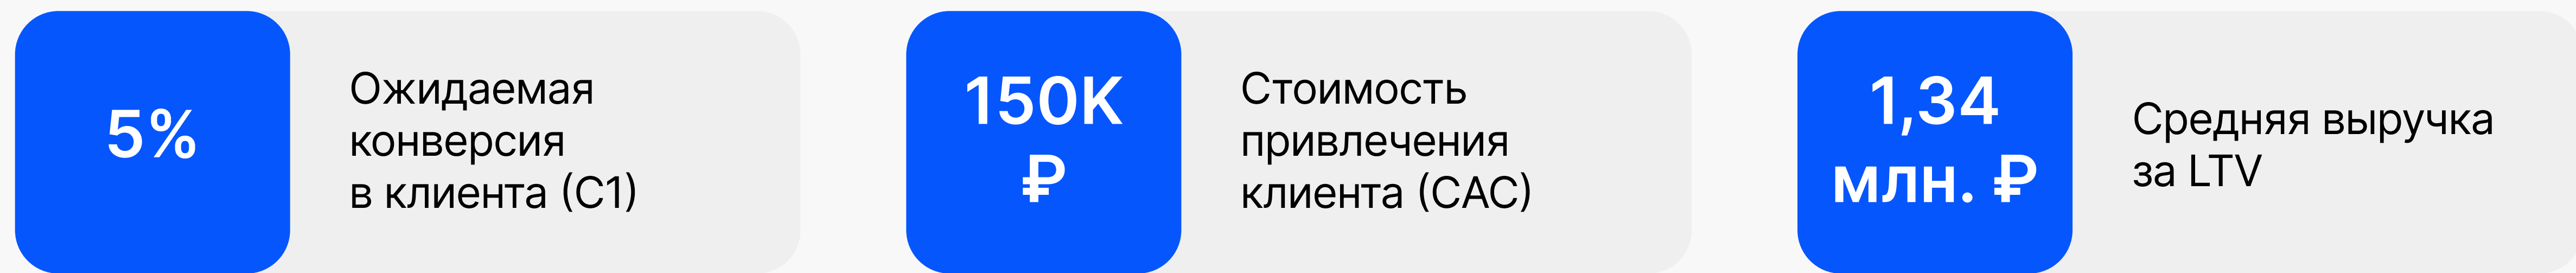 5%
Ожидаемая
конверсия
в клиента (C1)
150K
₽
Стоимость
привлечения
клиента (CAC)
1,34
млн. ₽
Средняя выручка
за LTV